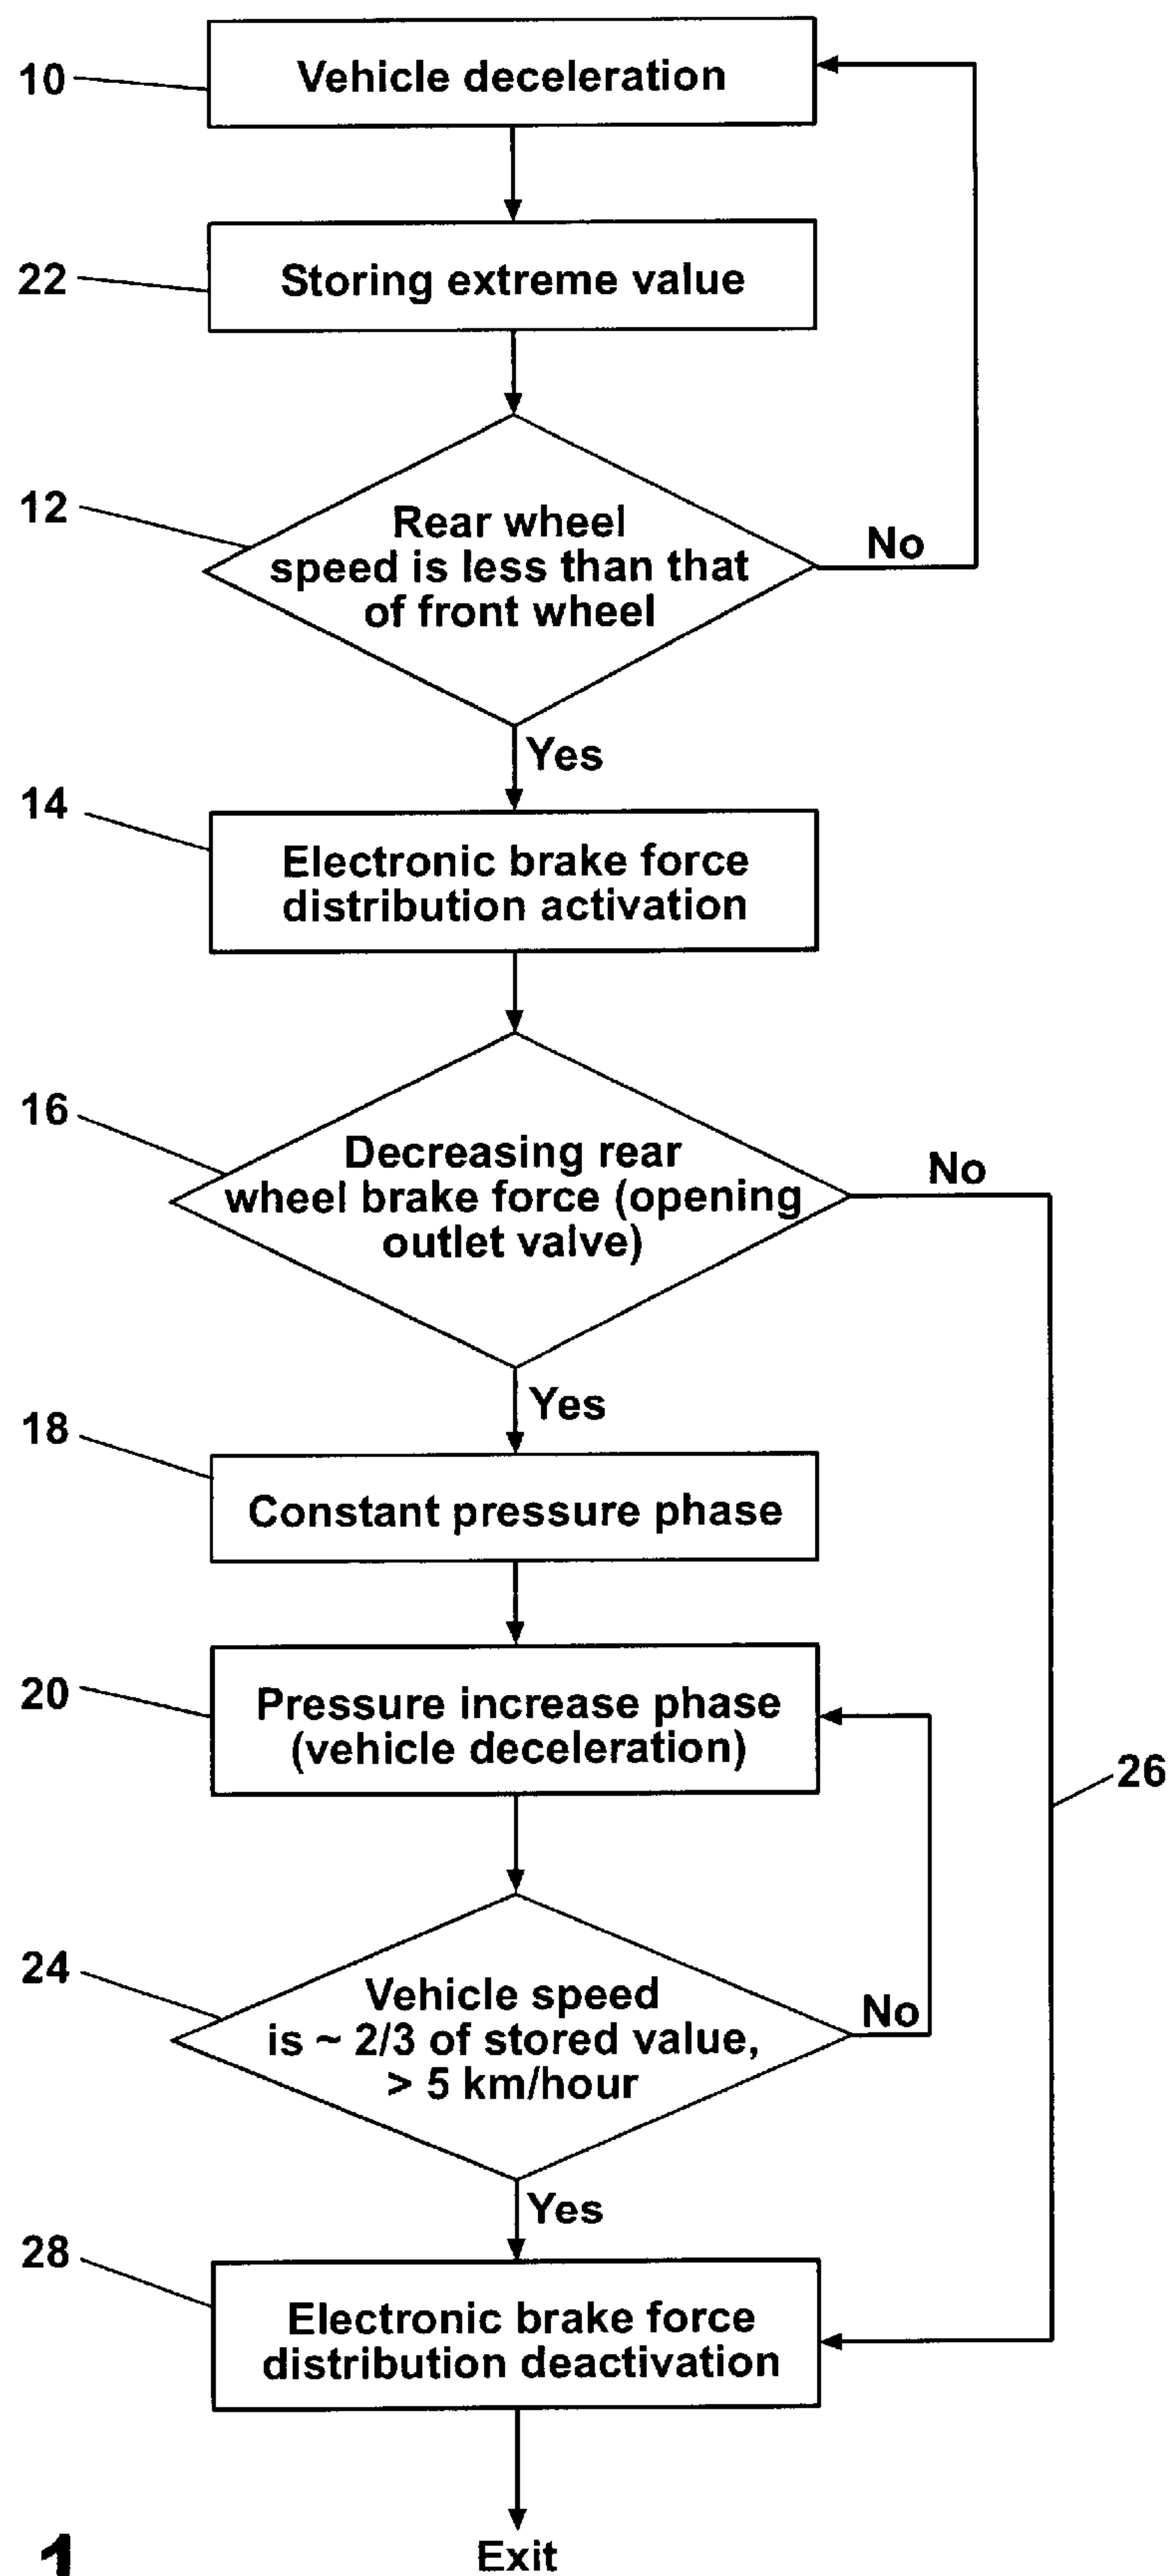 10
Vehicle deceleration
22
Storing extreme value
12
Rear wheel
speed is less than that
of front wheel
No
Yes
14
Electronic brake force
distribution activation
16
Decreasing rear
wheel brake force (opening
outlet valve)
No
Yes
18
Constant pressure phase
20
Pressure increase phase
(vehicle deceleration)
26
24
Vehicle speed
is ~ 2/3 of stored value,
> 5 km/hour
No
Yes
28
Electronic brake force
distribution deactivation
Exit
1